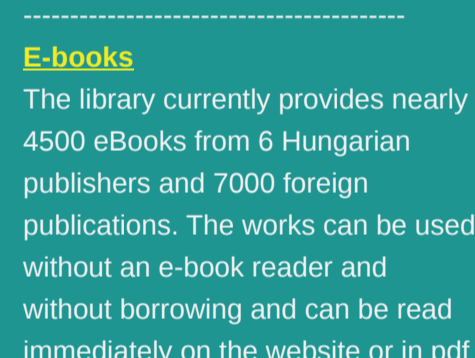 ------------------------------------------
E-books
The library currently provides nearly
4500 eBooks from 6 Hungarian
publishers and 7000 foreign
publications. The works can be used
without an e-book reader and
without borrowing and can be read
immediately on the website or in pdf